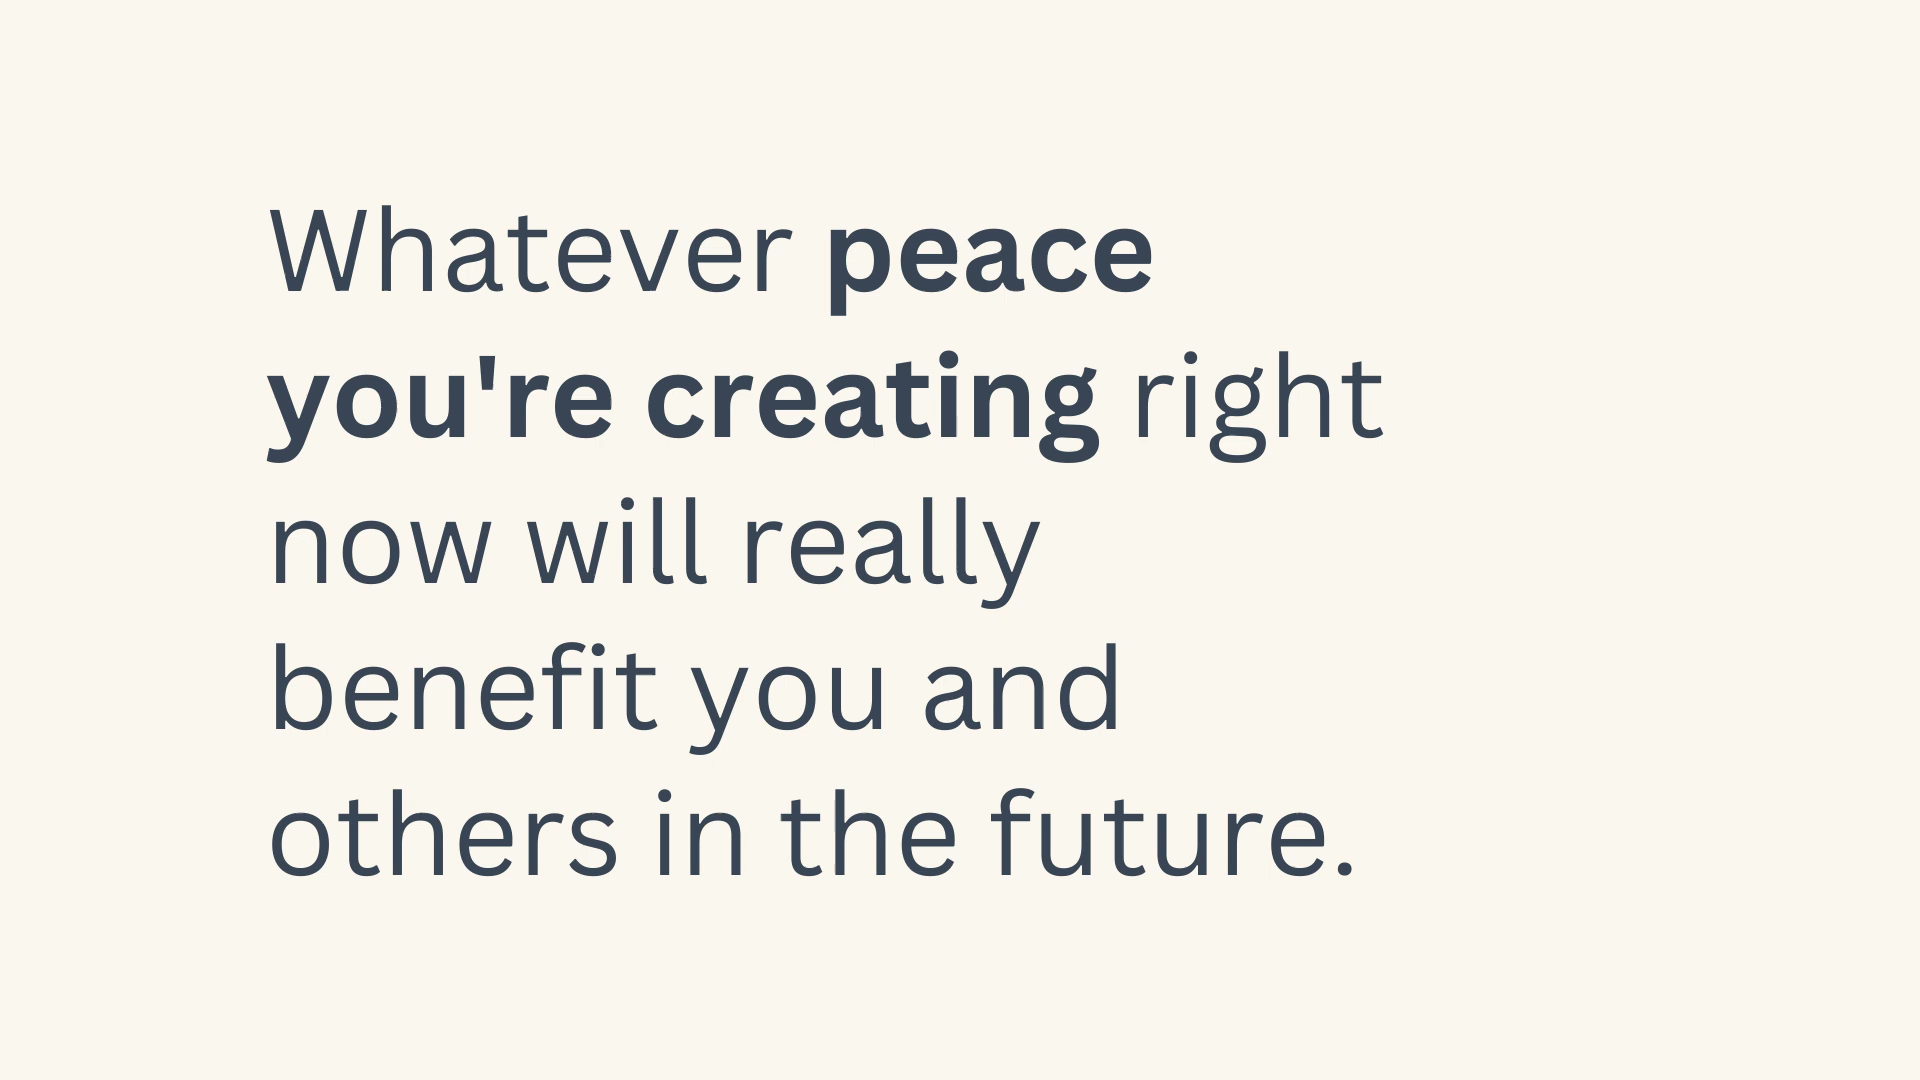 Whatever peace
you're creating right
now will really
benefit you and
others in the future.